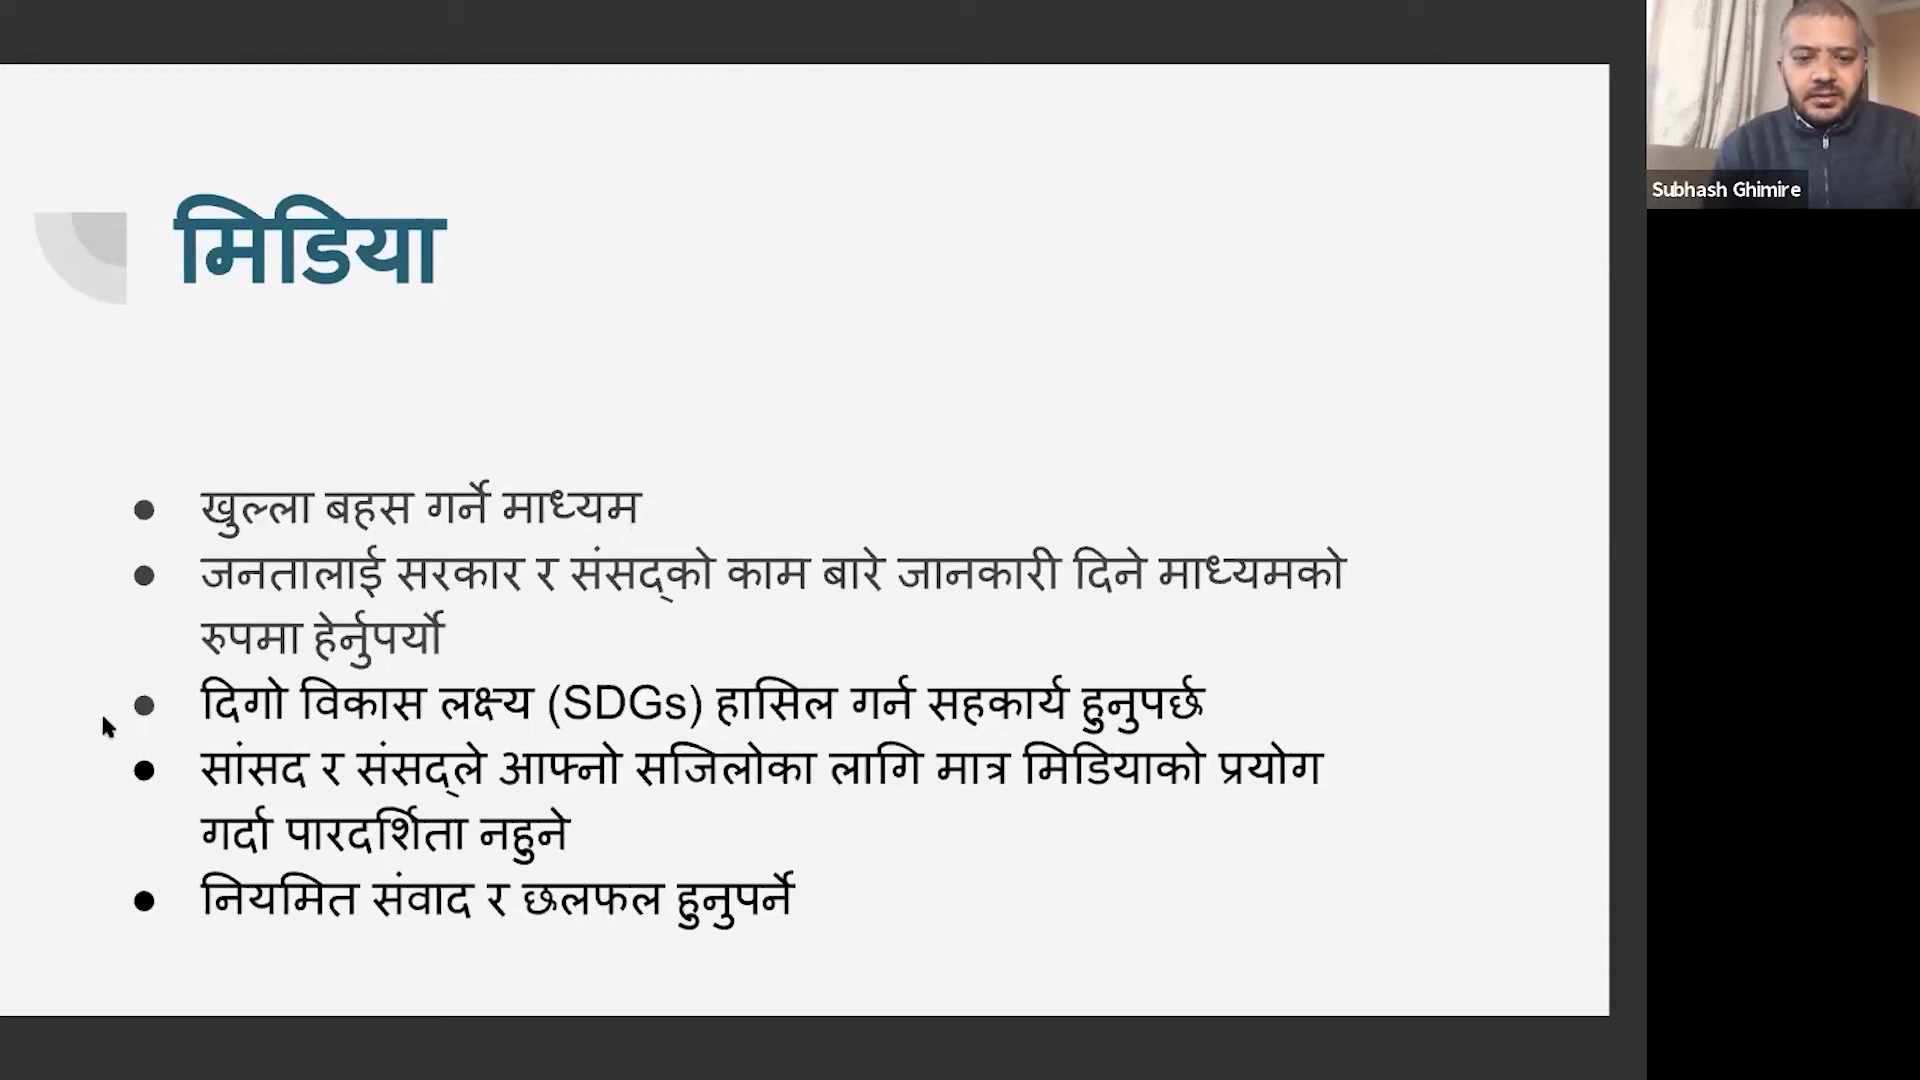 मिडिया
● खुल्ला बहस गर्ने माध्यम
● जनतालाई सरकार र संसद्को काम बारे जानकारी दिने माध्यमको
रुपमा हेर्नुपर्यो
● दिगो विकास लक्ष्य (SDGs) हासिल गर्न सहकार्य हुनुपर्छ
● सांसद र संसद्ले आफ्नो सजिलोका लागि मात्र मिडियाको प्रयोग
गर्दा पारदर्शिता नहुने
● नियमित संवाद र छलफल हुनुपर्ने
Subhash Ghimire